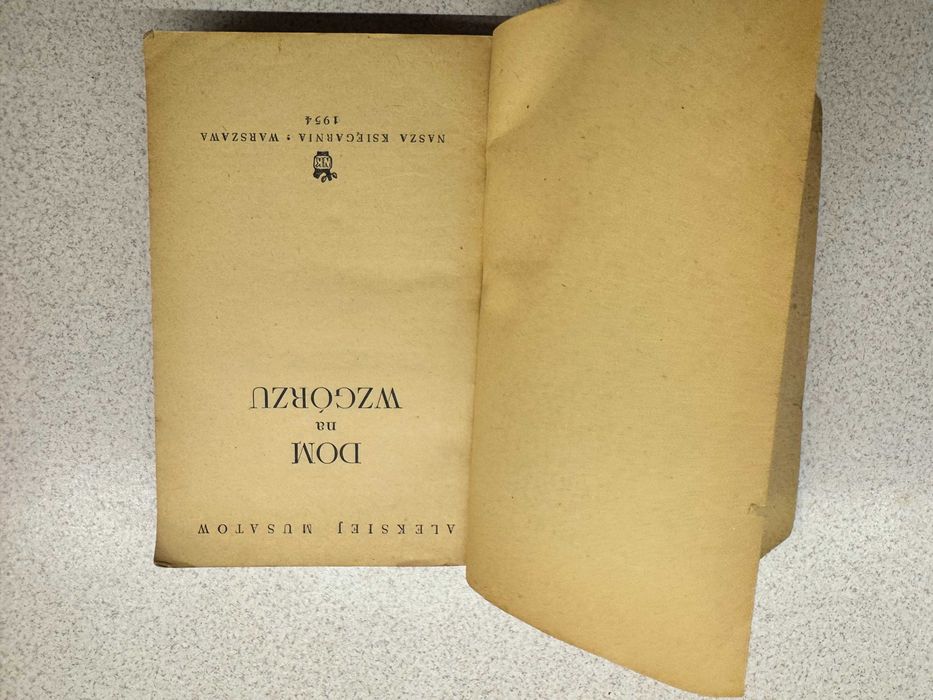 ALEKSIEJ MUSATOW
DOM
na
WZGÓRZU
NASZA KSIĘGARNIA • WARSZAWA
1954